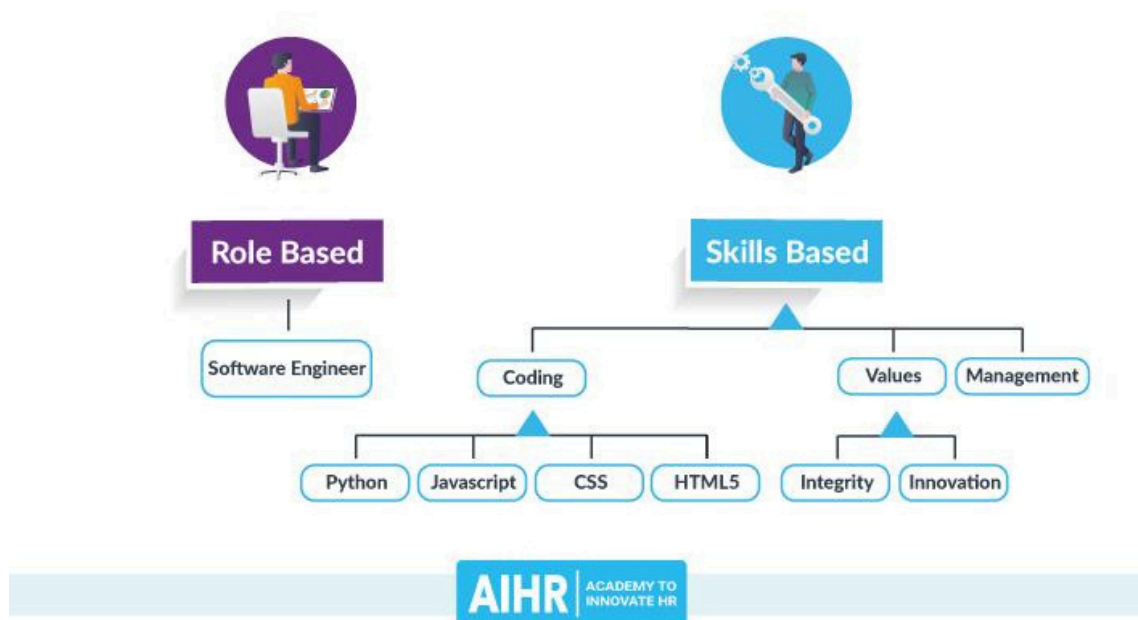 Role Based
Skills Based
Software Engineer
Coding
Values
Management
Python
Javascript
CSS
HTML5
Integrity
Innovation
AIHR
ACADEMY TO
INNOVATE HR